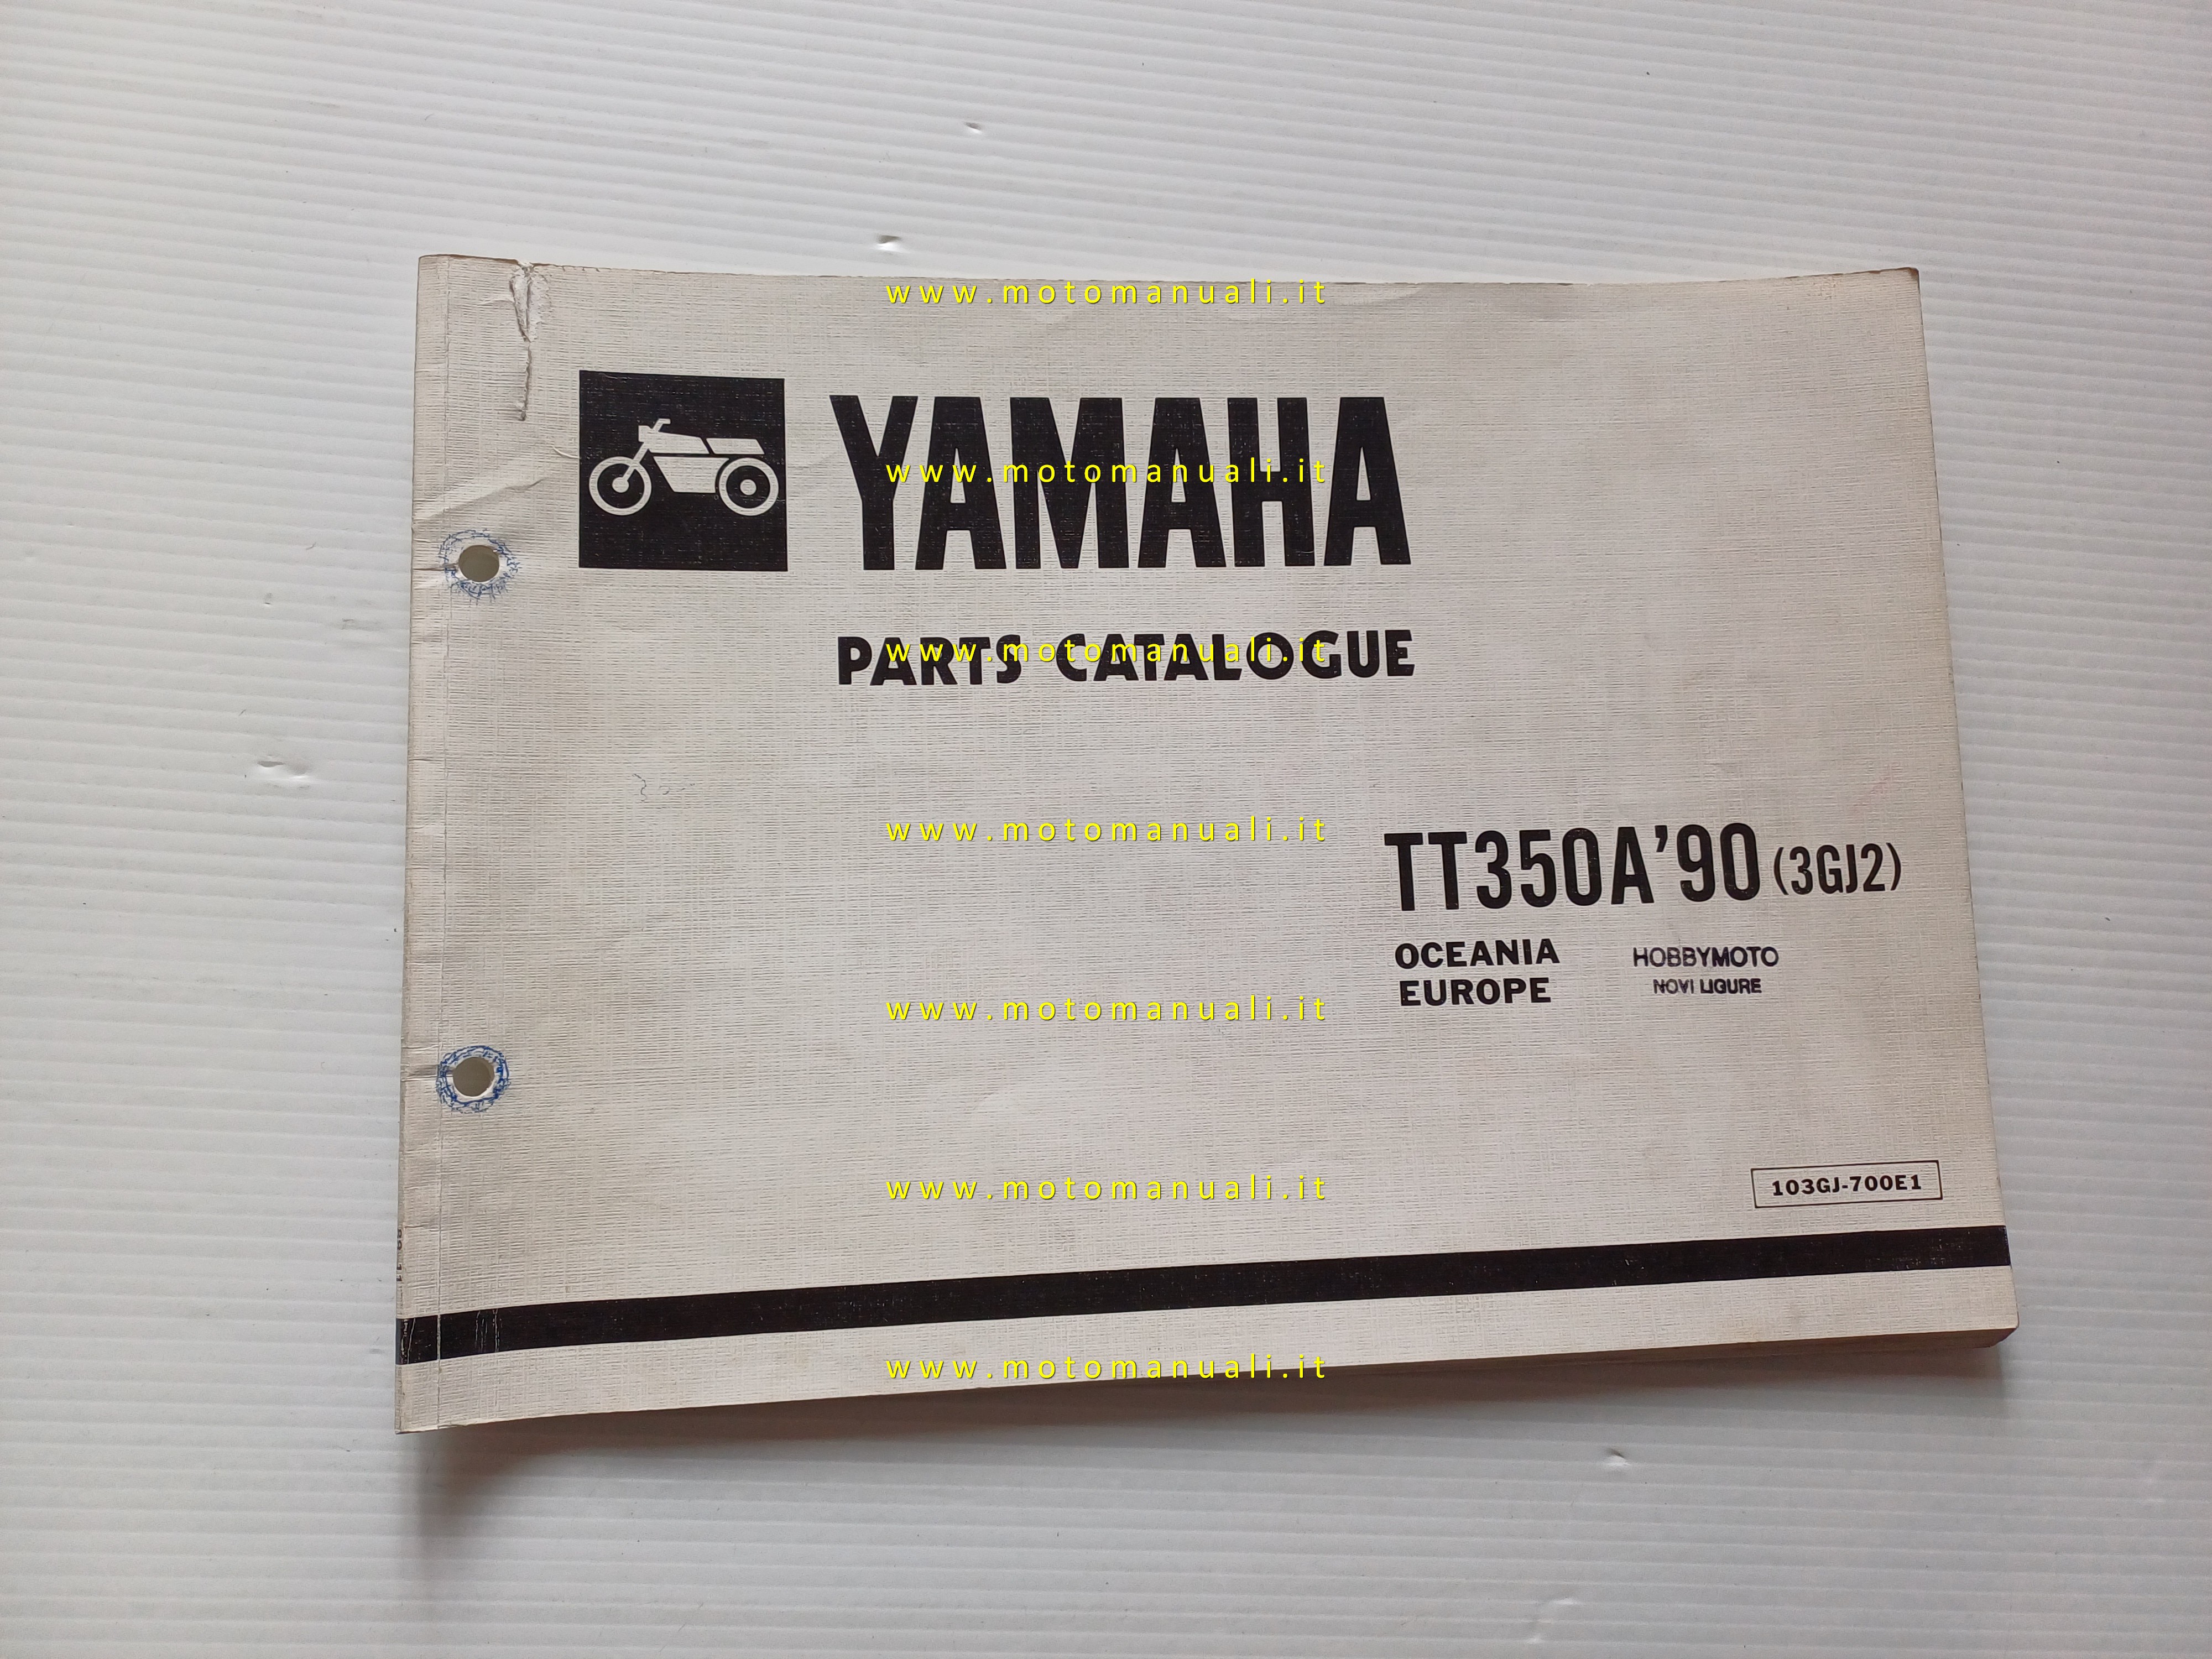 www.motomanuali.it
YAMAHA
www.motomanuali.it
PARTS CATALOGUE
www.motomanuali.it
www.motomanuali.it
TT350A'90 (3GJ2)
OCEANIA
EUROPE
HOBBYMOTO
NOVI LIGURE
www.motomanuali.it
www.motomanuali.it
103GJ-700E1
www.motomanuali.it